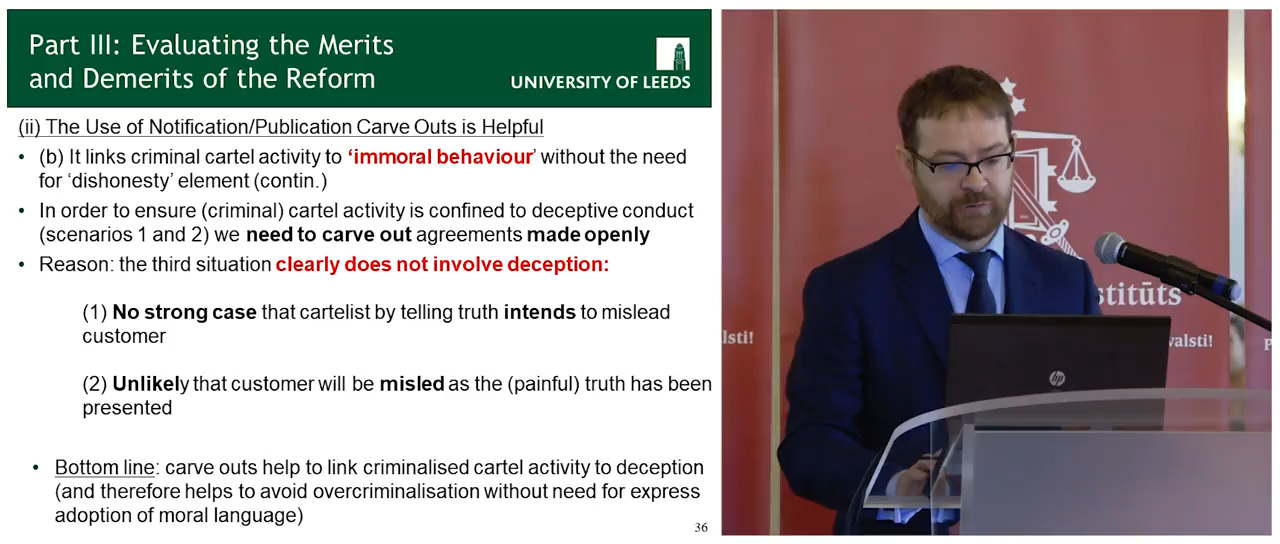 Part III: Evaluating the Merits
and Demerits of the Reform
UNIVERSITY OF LEEDS
(ii) The Use of Notification/Publication Carve Outs is Helpful
• (b) It links criminal cartel activity to ‘immoral behaviour’ without the need
for ‘dishonesty’ element (contin.)
• In order to ensure (criminal) cartel activity is confined to deceptive conduct
(scenarios 1 and 2) we need to carve out agreements made openly
• Reason: the third situation clearly does not involve deception:
(1) No strong case that cartelist by telling truth intends to mislead
customer
(2) Unlikely that customer will be misled as the (painful) truth has been
presented
• Bottom line: carve outs help to link criminalised cartel activity to deception
(and therefore helps to avoid overcriminalisation without need for express
adoption of moral language)
36
stitūts
lsti!
valsti!
P
hp